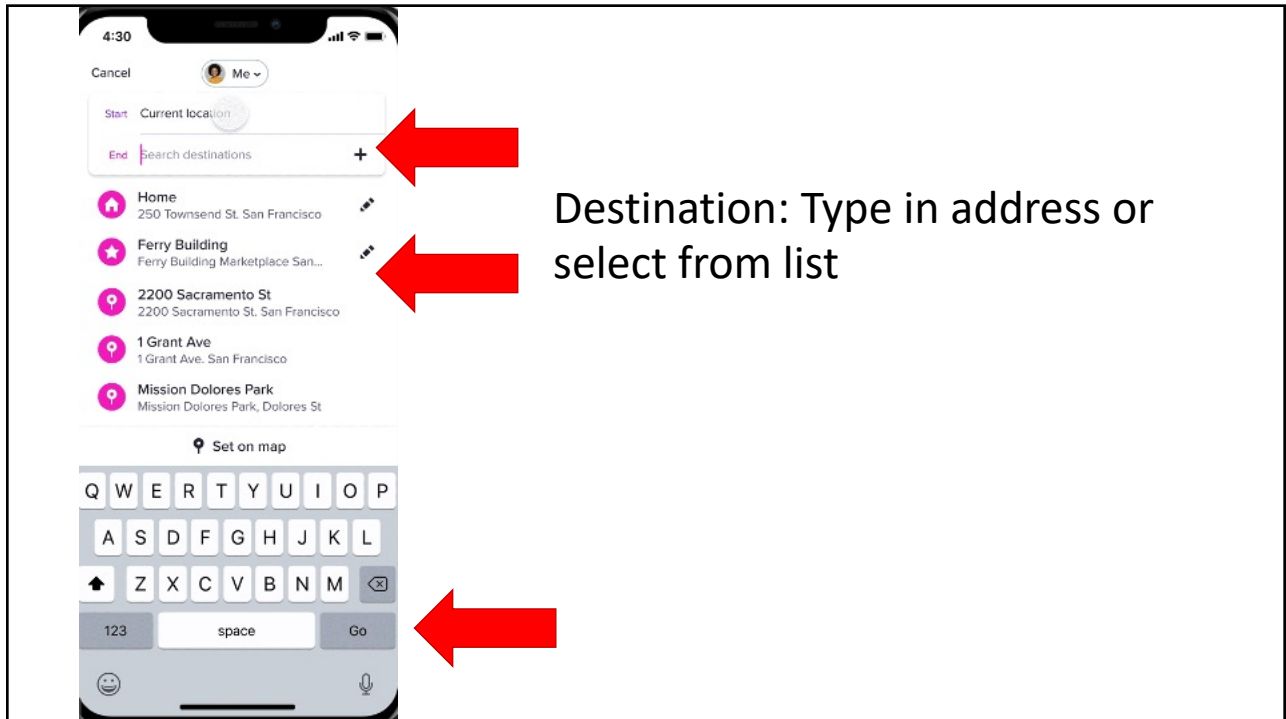 4:30
Cancel
Me
Start Current location
End Search destinations +
Home
250 Townsend St. San Francisco
Ferry Building
Ferry Building Marketplace San...
2200 Sacramento St
2200 Sacramento St. San Francisco
1 Grant Ave
1 Grant Ave. San Francisco
Mission Dolores Park
Mission Dolores Park, Dolores St
Set on map
Q W E R T Y U I O P
A S D F G H J K L
Z X C V B N M
123 space Go
Destination: Type in address or
select from list